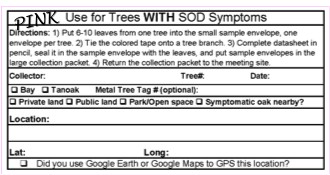 PINK Use for Trees WITH SOD Symptoms
Directions: 1) Put 6-10 leaves from one tree into the small sample envelope, one
envelope per tree. 2) Tie the colored tape onto a tree branch. 3) Complete datasheet in
pencil, seal it in the sample envelope with the leaves, and put sample envelopes in the
large collection packet. 4) Return the collection packet to the meeting site.
Collector: Tree#: Date:
☐ Bay ☐ Tanoak Metal Tree Tag # (optional):
☐ Private land ☐ Public land ☐ Park/Open space ☐ Symptomatic oak nearby?
Location:
Lat: Long:
☐ Did you use Google Earth or Google Maps to GPS this location?